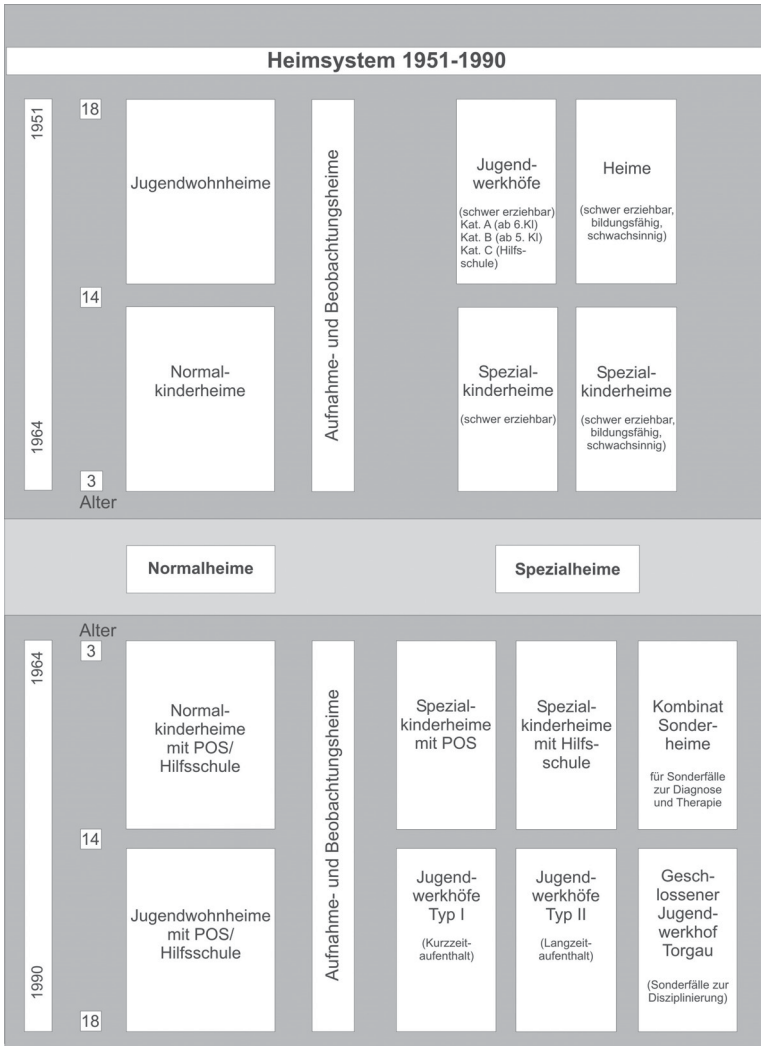 Heimsystem 1951-1990
1951
18
Jugendwohnheime
Aufnahme- und Beobachtungsheime
Jugend-
werkhöfe
(schwer erziehbar)
Kat. A (ab 6.Kl)
Kat. B (ab 5. Kl)
Kat. C (Hilfs-
schule)
Heime
(schwer erziehbar,
bildungsfähig,
schwachsinnig)
14
Normal-
kinderheime
Spezial-
kinderheime
(schwer erziehbar)
Spezial-
kinderheime
(schwer erziehbar,
bildungsfähig,
schwachsinnig)
1964
3
Alter
Normalheime
Spezialheime
Alter
3
1964
Normal-
kinderheime
mit POS/
Hilfsschule
Aufnahme- und Beobachtungsheime
Spezial-
kinderheime
mit POS
Spezial-
kinderheime
mit Hilfs-
schule
Kombinat
Sonder-
heime
für Sonderfälle
zur Diagnose
und Therapie
14
Jugendwohnheime
mit POS/
Hilfsschule
Jugend-
werkhöfe
Typ I
(Kurzzeit-
aufenthalt)
Jugend-
werkhöfe
Typ II
(Langzeit-
aufenthalt)
Gesch-
lossener
Jugend-
werkhof
Torgau
(Sonderfälle zur
Disziplinierung)
1990
18